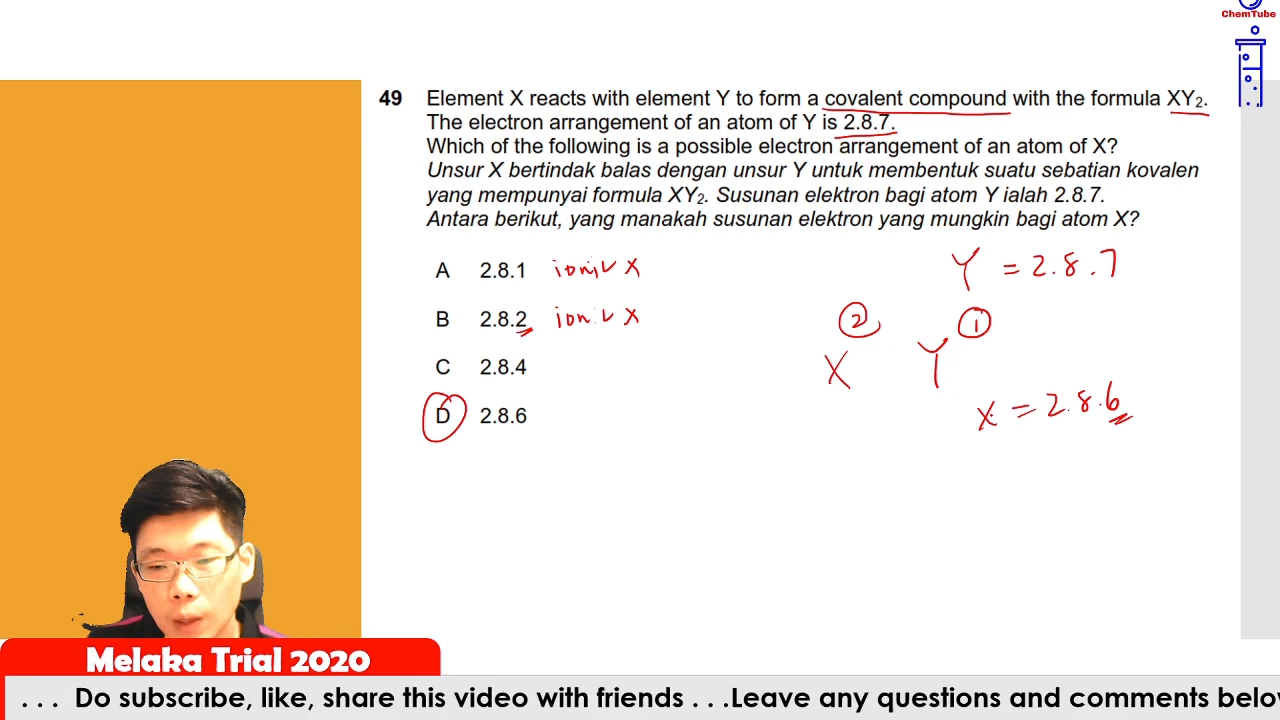 ChemTube
49 Element X reacts with element Y to form a covalent compound with the formula XY₂.
The electron arrangement of an atom of Y is 2.8.7.
Which of the following is a possible electron arrangement of an atom of X?
Unsur X bertindak balas dengan unsur Y untuk membentuk suatu sebatian kovalen
yang mempunyai formula XY₂. Susunan elektron bagi atom Y ialah 2.8.7.
Antara berikut, yang manakah susunan elektron yang mungkin bagi atom X?
A 2.8.1 ionic X
Y = 2.8.7
B 2.8.2 ionic X
2 1
C 2.8.4
X Y
D 2.8.6
X = 2.8.6
Melaka Trial 2020
. . . Do subscribe, like, share this video with friends . . .Leave any questions and comments below